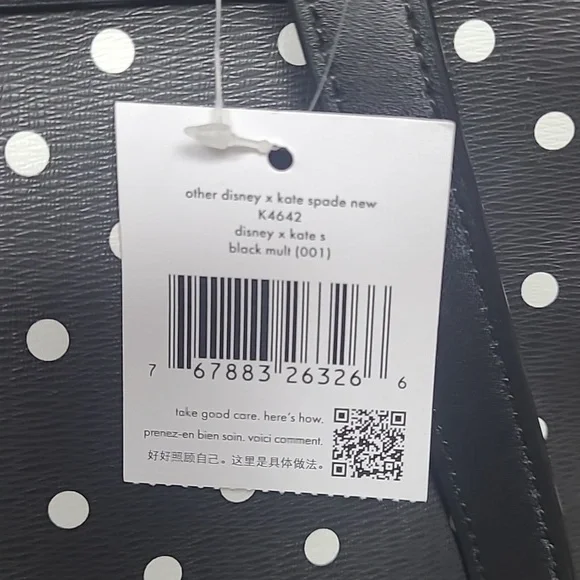 other disney x kate spade new
K4642
disney x kate s
black mult (001)
7 67883 26326 6
take good care. here's how.
prenez-en bien soin. voici comment.
好好照顾自己。这里是具体做法。